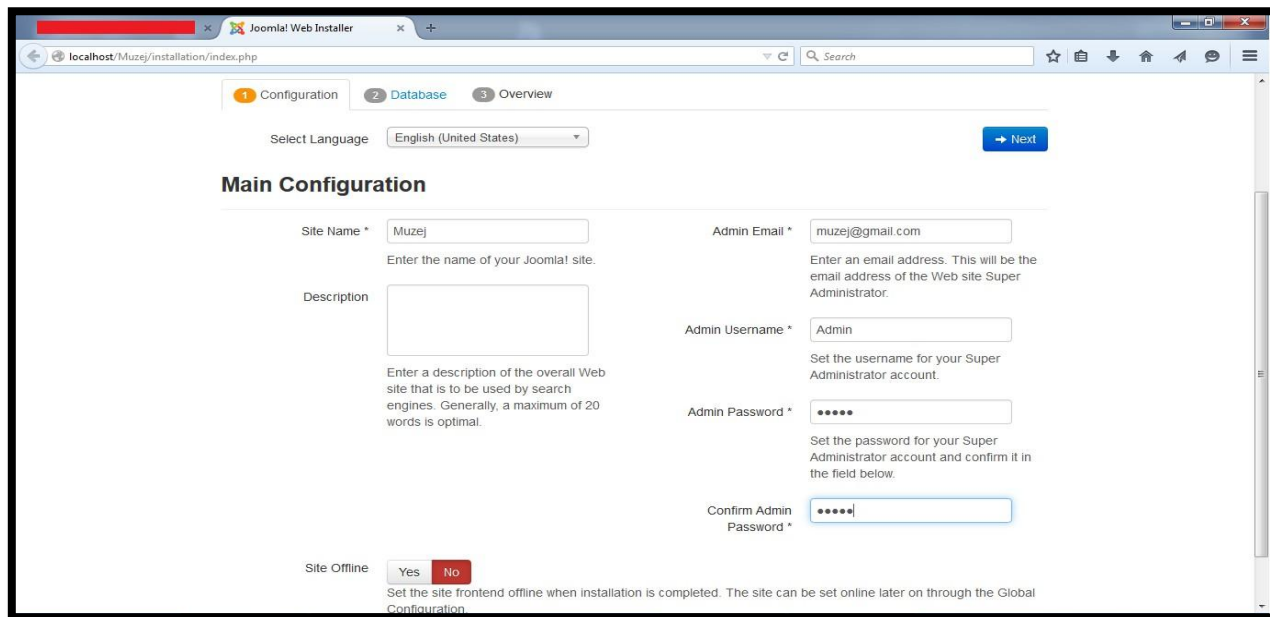 Joomla! Web Installer
localhost/Muzej/installation/index.php
Search
1 Configuration
2 Database
3 Overview
Select Language
English (United States)
Next
Main Configuration
Site Name *
Muzej
Enter the name of your Joomla! site.
Description
Enter a description of the overall Web
site that is to be used by search
engines. Generally, a maximum of 20
words is optimal.
Admin Email *
muzej@gmail.com
Enter an email address. This will be the
email address of the Web site Super
Administrator.
Admin Username *
Admin
Set the username for your Super
Administrator account.
Admin Password *
•••••
Set the password for your Super
Administrator account and confirm it in
the field below.
Confirm Admin
Password *
•••••
Site Offline
Yes
No
Set the site frontend offline when installation is completed. The site can be set online later on through the Global
Configuration.